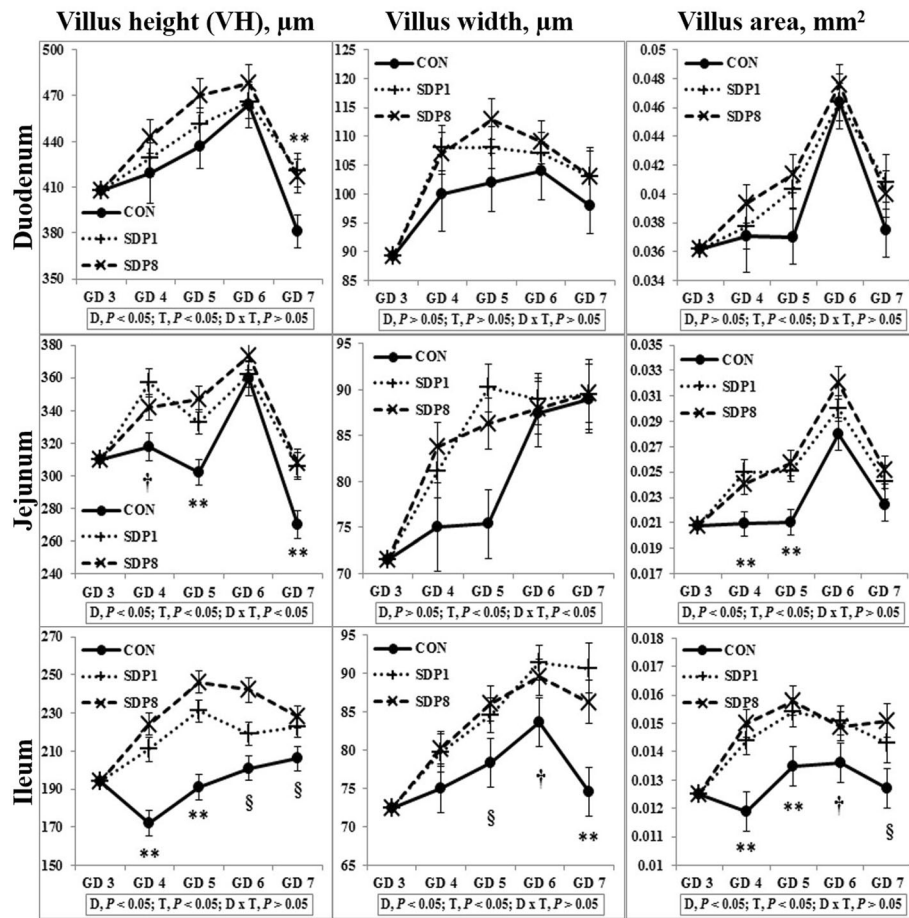 Villus height (VH), µm
Villus width, µm
Villus area, mm²
Duodenum
500
470
440
410
380
350
CON
SDP1
SDP8
**
GD 3 GD 4 GD 5 GD 6 GD 7
D, P < 0.05; T, P < 0.05; D x T, P > 0.05
125
120
115
110
105
100
95
90
85
CON
SDP1
SDP8
GD 3 GD 4 GD 5 GD 6 GD 7
D, P > 0.05; T, P > 0.05; D x T, P > 0.05
0.05
0.048
0.046
0.044
0.042
0.04
0.038
0.036
0.034
CON
SDP1
SDP8
GD 3 GD 4 GD 5 GD 6 GD 7
D, P > 0.05; T, P < 0.05; D x T, P > 0.05
Jejunum
380
360
340
320
300
280
260
240
†
**
**
CON
SDP1
SDP8
GD 3 GD 4 GD 5 GD 6 GD 7
D, P < 0.05; T, P < 0.05; D x T, P < 0.05
95
90
85
80
75
70
CON
SDP1
SDP8
GD 3 GD 4 GD 5 GD 6 GD 7
D, P > 0.05; T, P < 0.05; D x T, P > 0.05
0.035
0.033
0.031
0.029
0.027
0.025
0.023
0.021
0.019
0.017
CON
SDP1
SDP8
**
**
GD 3 GD 4 GD 5 GD 6 GD 7
D, P < 0.05; T, P < 0.05; D x T, P > 0.05
Ileum
270
250
230
210
190
170
150
CON
SDP1
SDP8
**
**
§
§
GD 3 GD 4 GD 5 GD 6 GD 7
D, P < 0.05; T, P < 0.05; D x T, P > 0.05
95
90
85
80
75
70
65
CON
SDP1
SDP8
§
†
**
GD 3 GD 4 GD 5 GD 6 GD 7
D, P < 0.05; T, P < 0.05; D x T, P > 0.05
0.018
0.017
0.016
0.015
0.014
0.013
0.012
0.011
0.01
CON
SDP1
SDP8
**
**
†
§
GD 3 GD 4 GD 5 GD 6 GD 7
D, P < 0.05; T, P < 0.05; D x T, P > 0.05